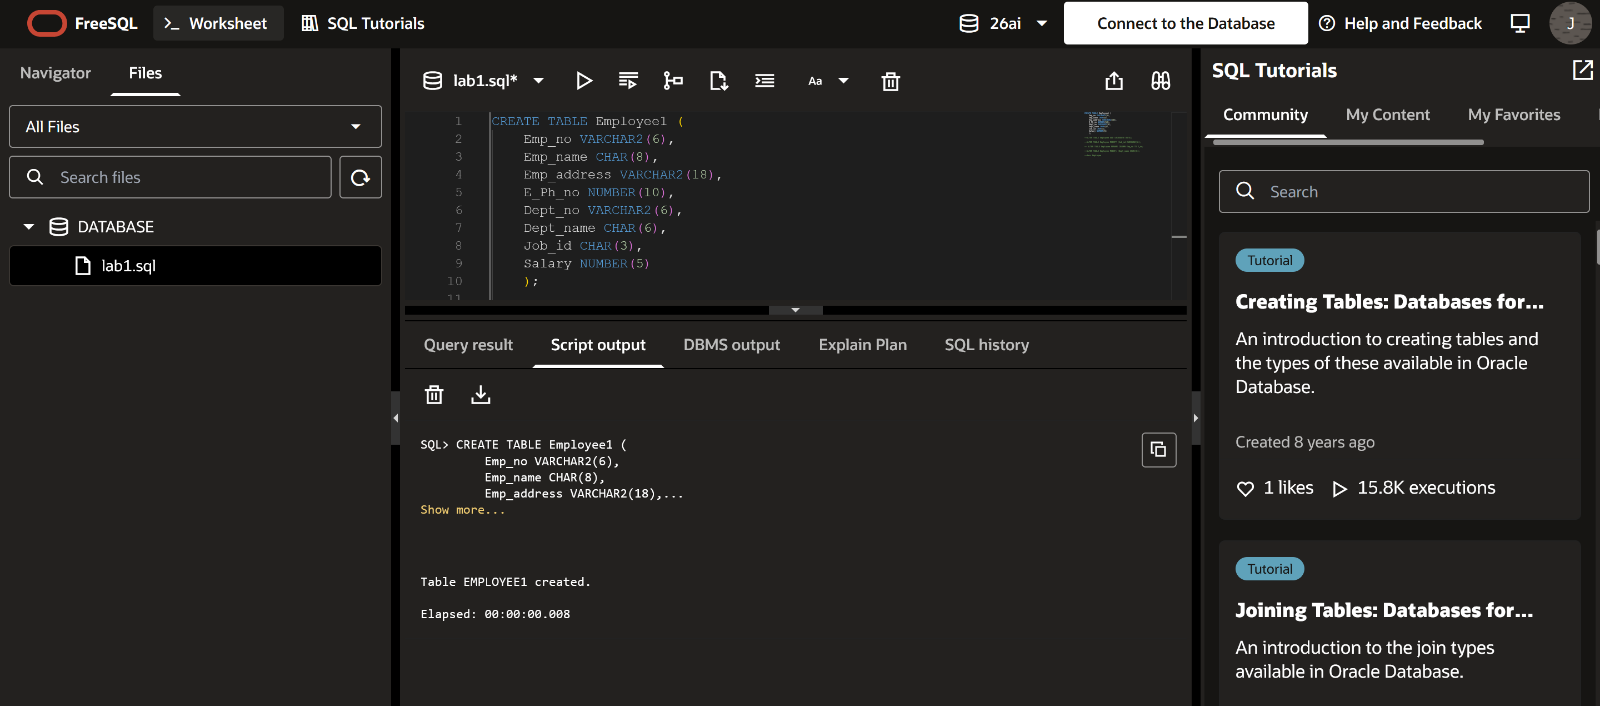 FreeSQL
Worksheet
SQL Tutorials
26ai
Connect to the Database
Help and Feedback
J
Navigator
Files
All Files
Search files
DATABASE
lab1.sql
lab1.sql*
Aa
1 CREATE TABLE Employee1 (
2 Emp_no VARCHAR2(6),
3 Emp_name CHAR(8),
4 Emp_address VARCHAR2(18),
5 E_Ph_no NUMBER(10),
6 Dept_no VARCHAR2(6),
7 Dept_name CHAR(6),
8 Job_id CHAR(3),
9 Salary NUMBER(5)
10 );
11
Query result
Script output
DBMS output
Explain Plan
SQL history
SQL> CREATE TABLE Employee1 (
Emp_no VARCHAR2(6),
Emp_name CHAR(8),
Emp_address VARCHAR2(18),...
Show more...
Table EMPLOYEE1 created.
Elapsed: 00:00:00.008
SQL Tutorials
Community
My Content
My Favorites
Search
Tutorial
Creating Tables: Databases for...
An introduction to creating tables and
the types of these available in Oracle
Database.
Created 8 years ago
1 likes
15.8K executions
Tutorial
Joining Tables: Databases for...
An introduction to the join types
available in Oracle Database.